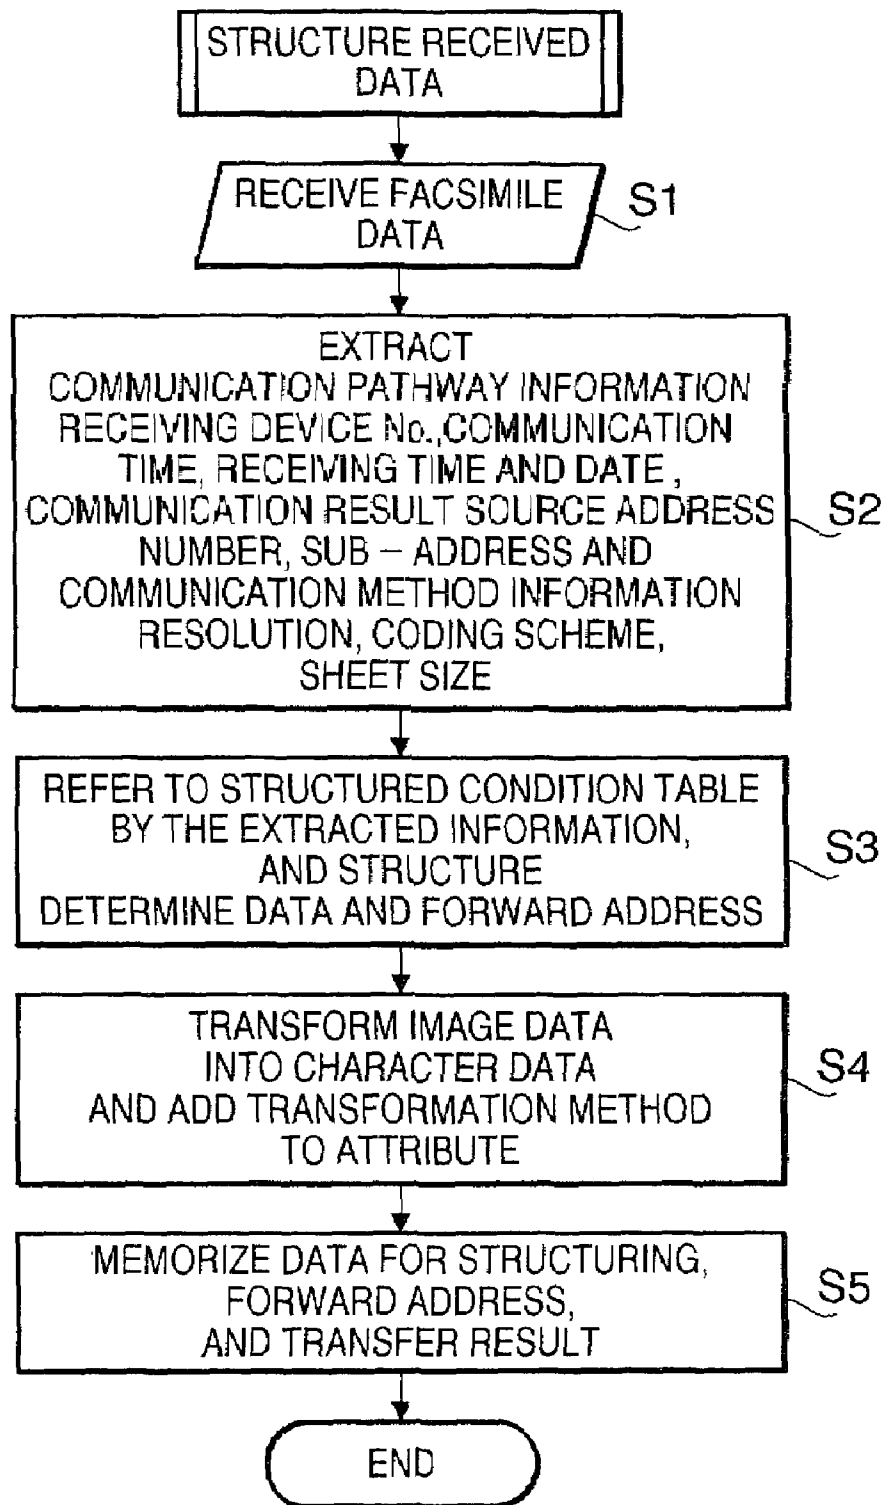 STRUCTURE RECEIVED
DATA
RECEIVE FACSIMILE
DATA
S1
EXTRACT
COMMUNICATION PATHWAY INFORMATION
RECEIVING DEVICE No.,COMMUNICATION
TIME, RECEIVING TIME AND DATE ,
COMMUNICATION RESULT SOURCE ADDRESS
NUMBER, SUB – ADDRESS AND
COMMUNICATION METHOD INFORMATION
RESOLUTION, CODING SCHEME,
SHEET SIZE
S2
REFER TO STRUCTURED CONDITION TABLE
BY THE EXTRACTED INFORMATION,
AND STRUCTURE
DETERMINE DATA AND FORWARD ADDRESS
S3
TRANSFORM IMAGE DATA
INTO CHARACTER DATA
AND ADD TRANSFORMATION METHOD
TO ATTRIBUTE
S4
MEMORIZE DATA FOR STRUCTURING,
FORWARD ADDRESS,
AND TRANSFER RESULT
S5
END